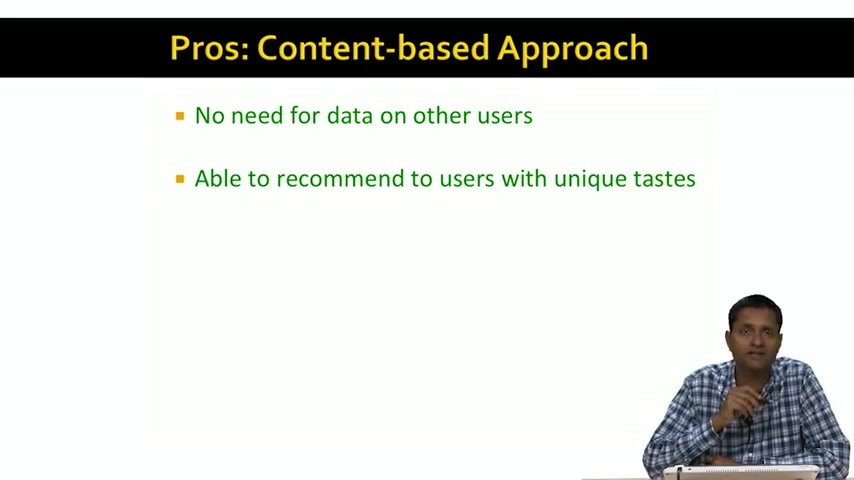 Pros: Content-based Approach
No need for data on other users
Able to recommend to users with unique tastes